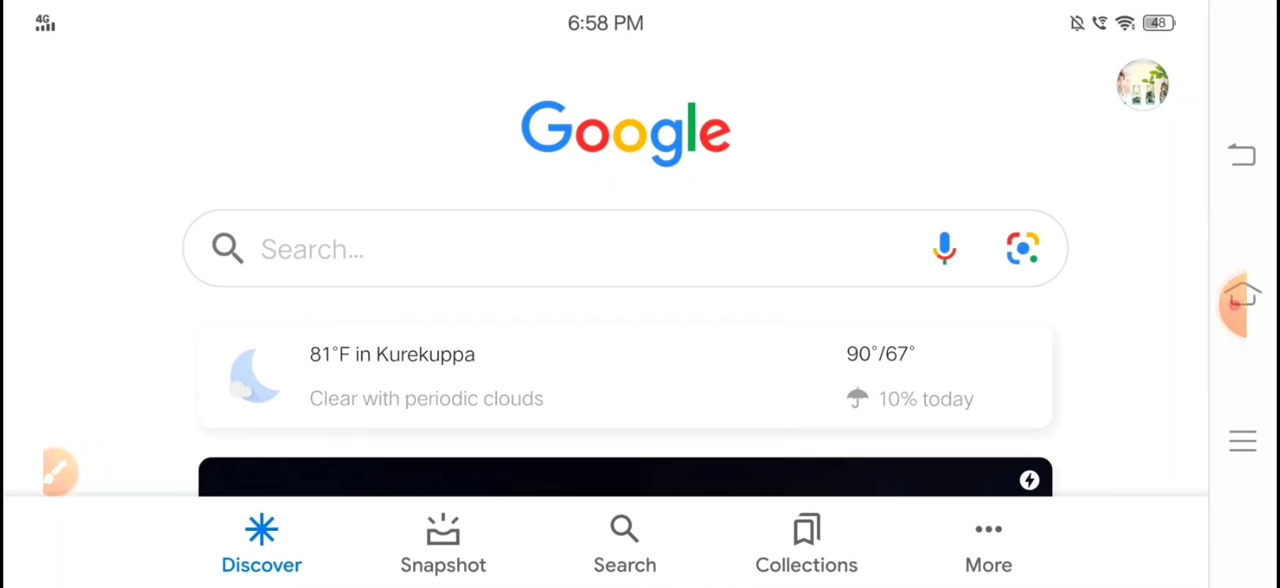 4G
6:58 PM
48
Google
Search...
81°F in Kurekuppa
90°/67°
Clear with periodic clouds
10% today
Discover
Snapshot
Search
Collections
More